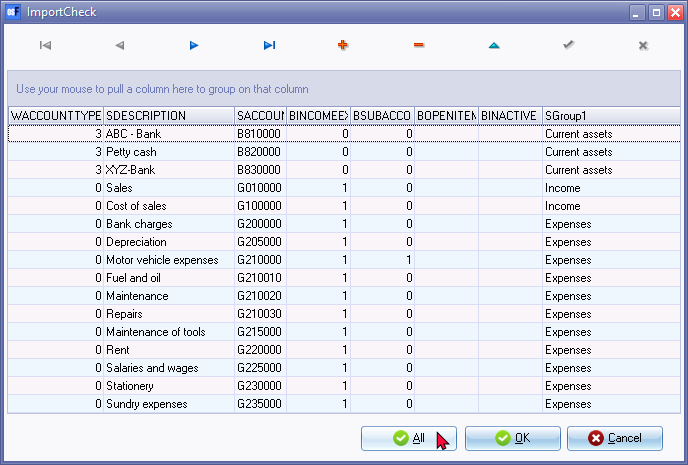 ImportCheck
Use your mouse to pull a column here to group on that column
WACCOUNTTYPE SDESCRIPTION SACCOUN BINCOMEEX BSUBACCO BOPENITEM BINACTIVE SGroup1
3 ABC - Bank B810000 0 0 Current assets
3 Petty cash B820000 0 0 Current assets
3 XYZ-Bank B830000 0 0 Current assets
0 Sales G010000 1 0 Income
0 Cost of sales G100000 1 0 Income
0 Bank charges G200000 1 0 Expenses
0 Depreciation G205000 1 0 Expenses
0 Motor vehicle expenses G210000 1 1 Expenses
0 Fuel and oil G210010 1 0 Expenses
0 Maintenance G210020 1 0 Expenses
0 Repairs G210030 1 0 Expenses
0 Maintenance of tools G215000 1 0 Expenses
0 Rent G220000 1 0 Expenses
0 Salaries and wages G225000 1 0 Expenses
0 Stationery G230000 1 0 Expenses
0 Sundry expenses G235000 1 0 Expenses
All OK Cancel